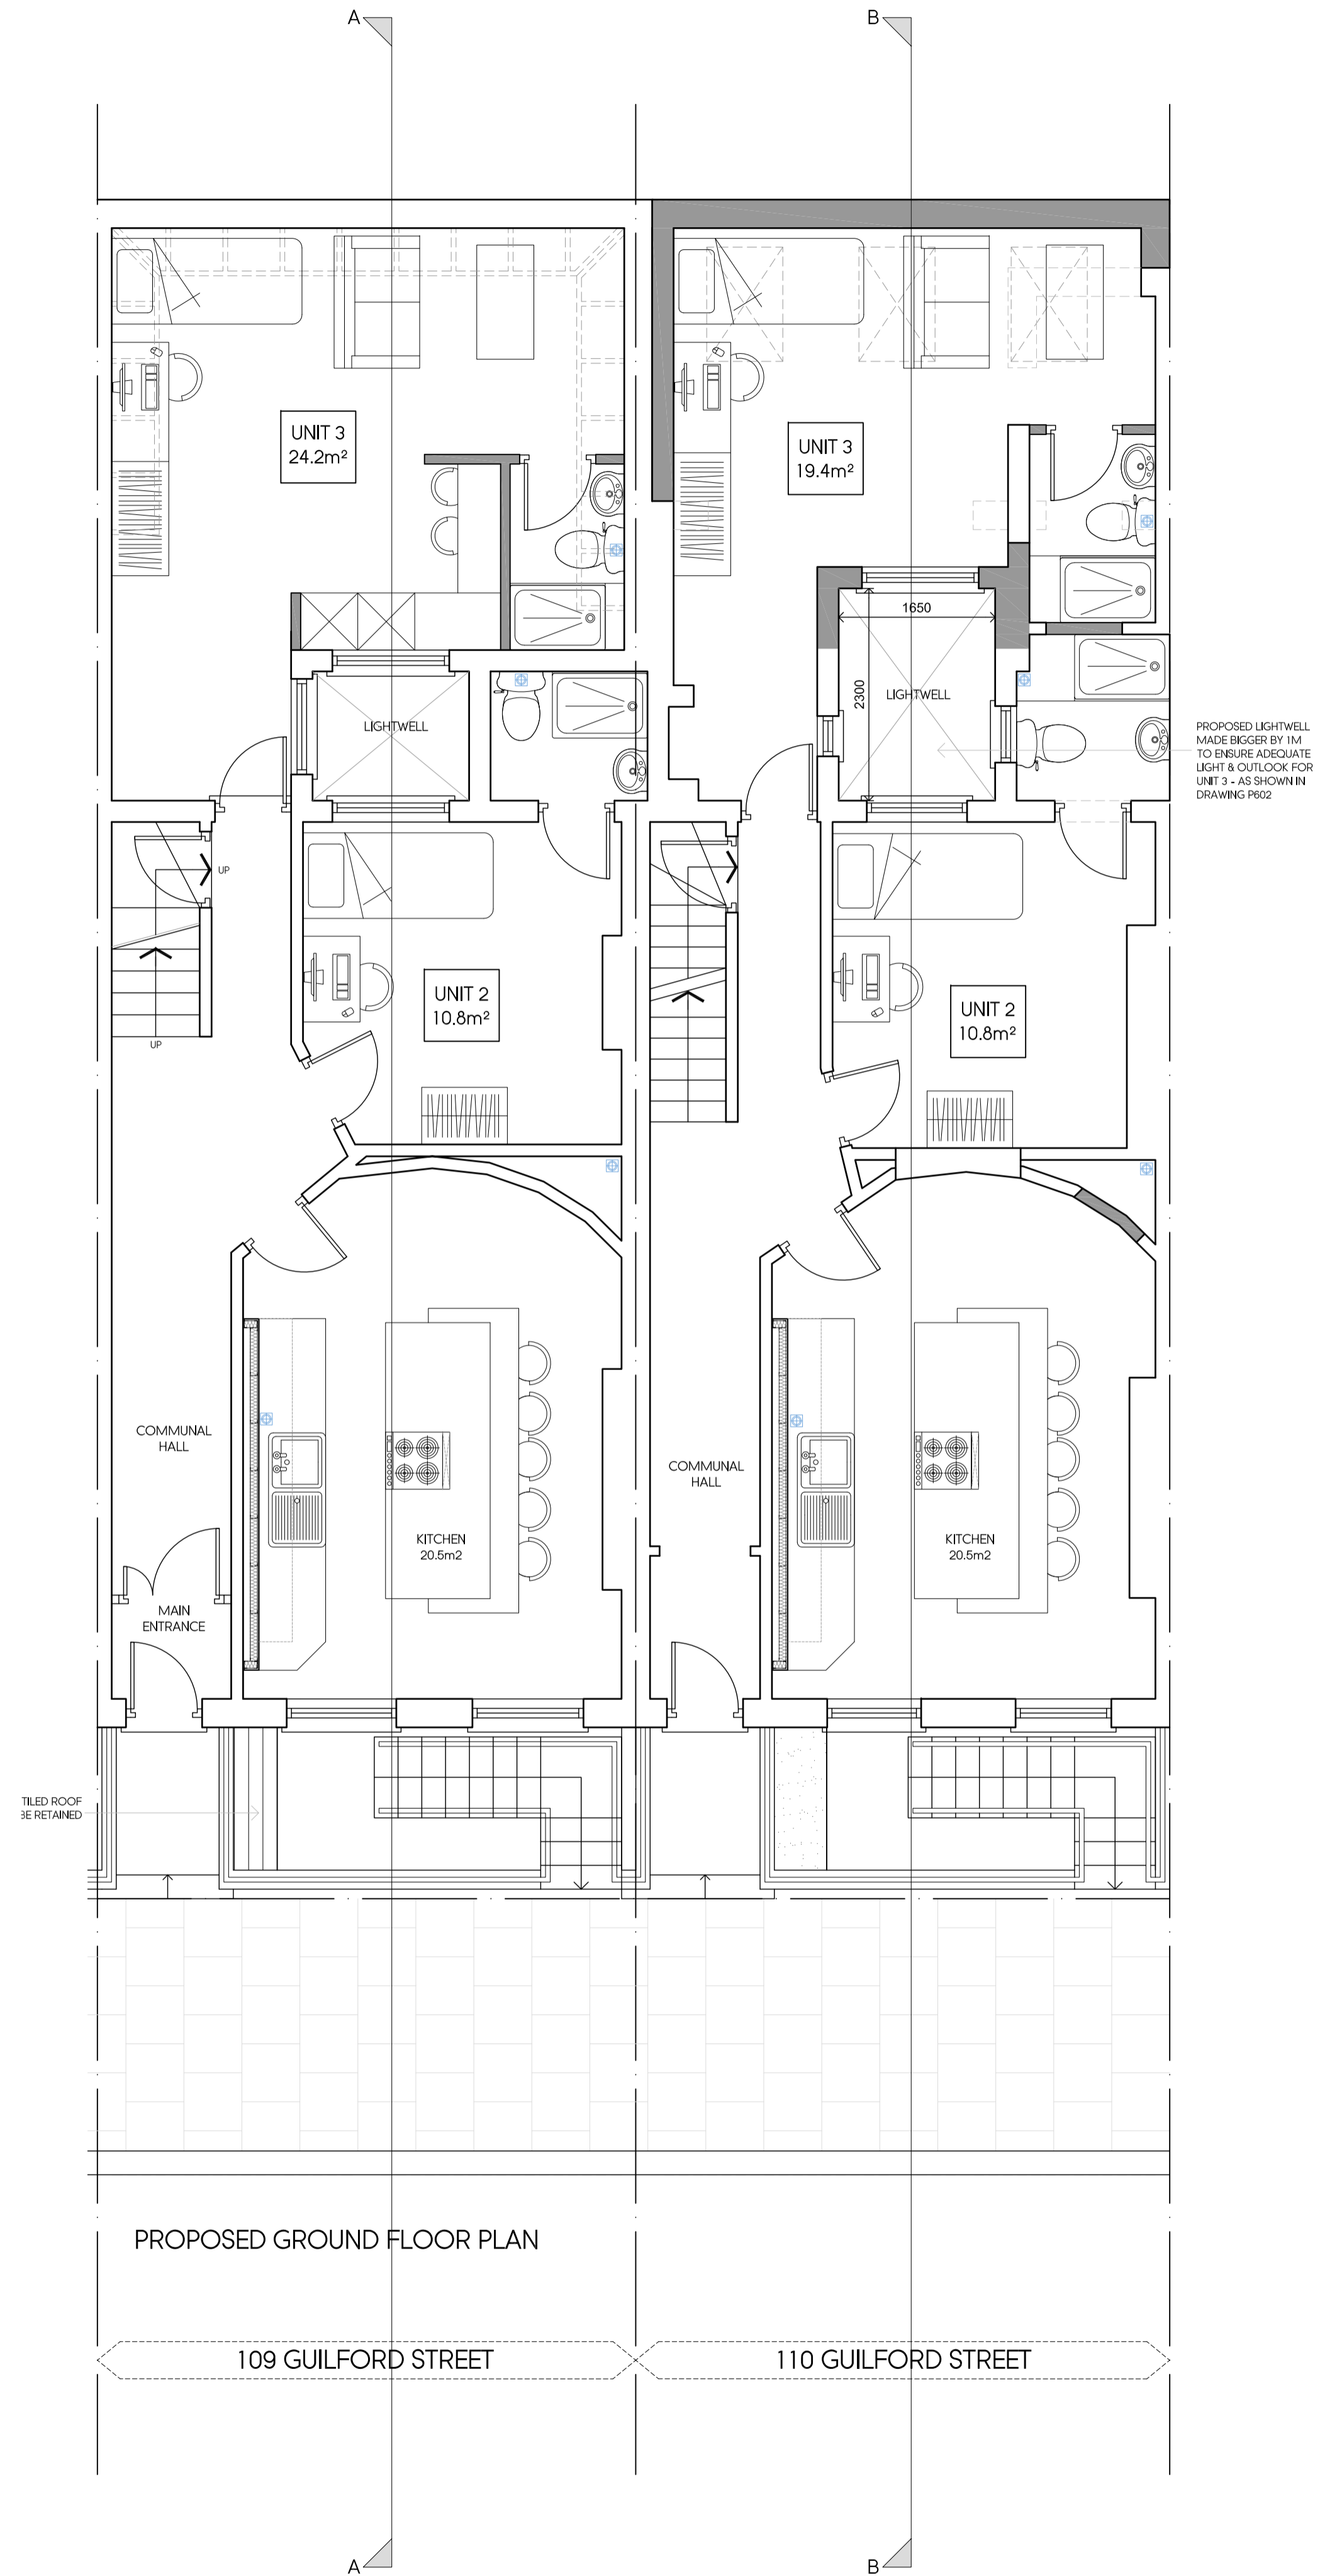 A
B
UNIT 3
24.2m²
UNIT 3
19.4m²
1650
2300
LIGHTWELL
LIGHTWELL
PROPOSED LIGHTWELL
MADE BIGGER BY 1M
TO ENSURE ADEQUATE
LIGHT & OUTLOOK FOR
UNIT 3 - AS SHOWN IN
DRAWING P602
UP
UP
UNIT 2
10.8m²
UNIT 2
10.8m²
COMMUNAL
HALL
COMMUNAL
HALL
KITCHEN
20.5m2
KITCHEN
20.5m2
MAIN
ENTRANCE
TILED ROOF
BE RETAINED
PROPOSED GROUND FLOOR PLAN
109 GUILFORD STREET
110 GUILFORD STREET
A
B